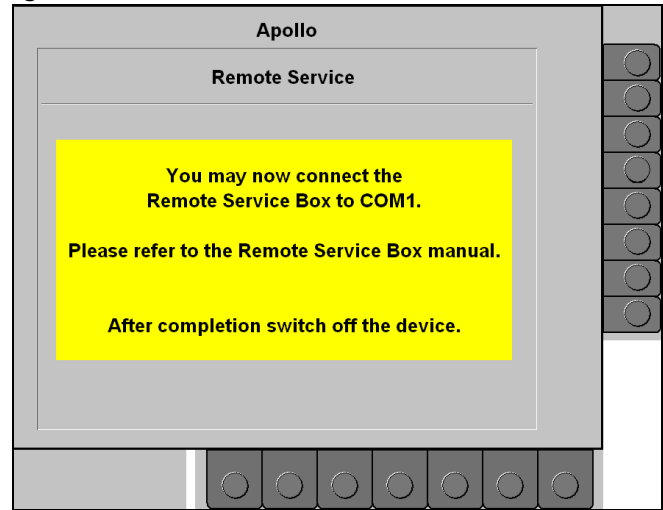 Apollo
Remote Service
You may now connect the
Remote Service Box to COM1.
Please refer to the Remote Service Box manual.
After completion switch off the device.